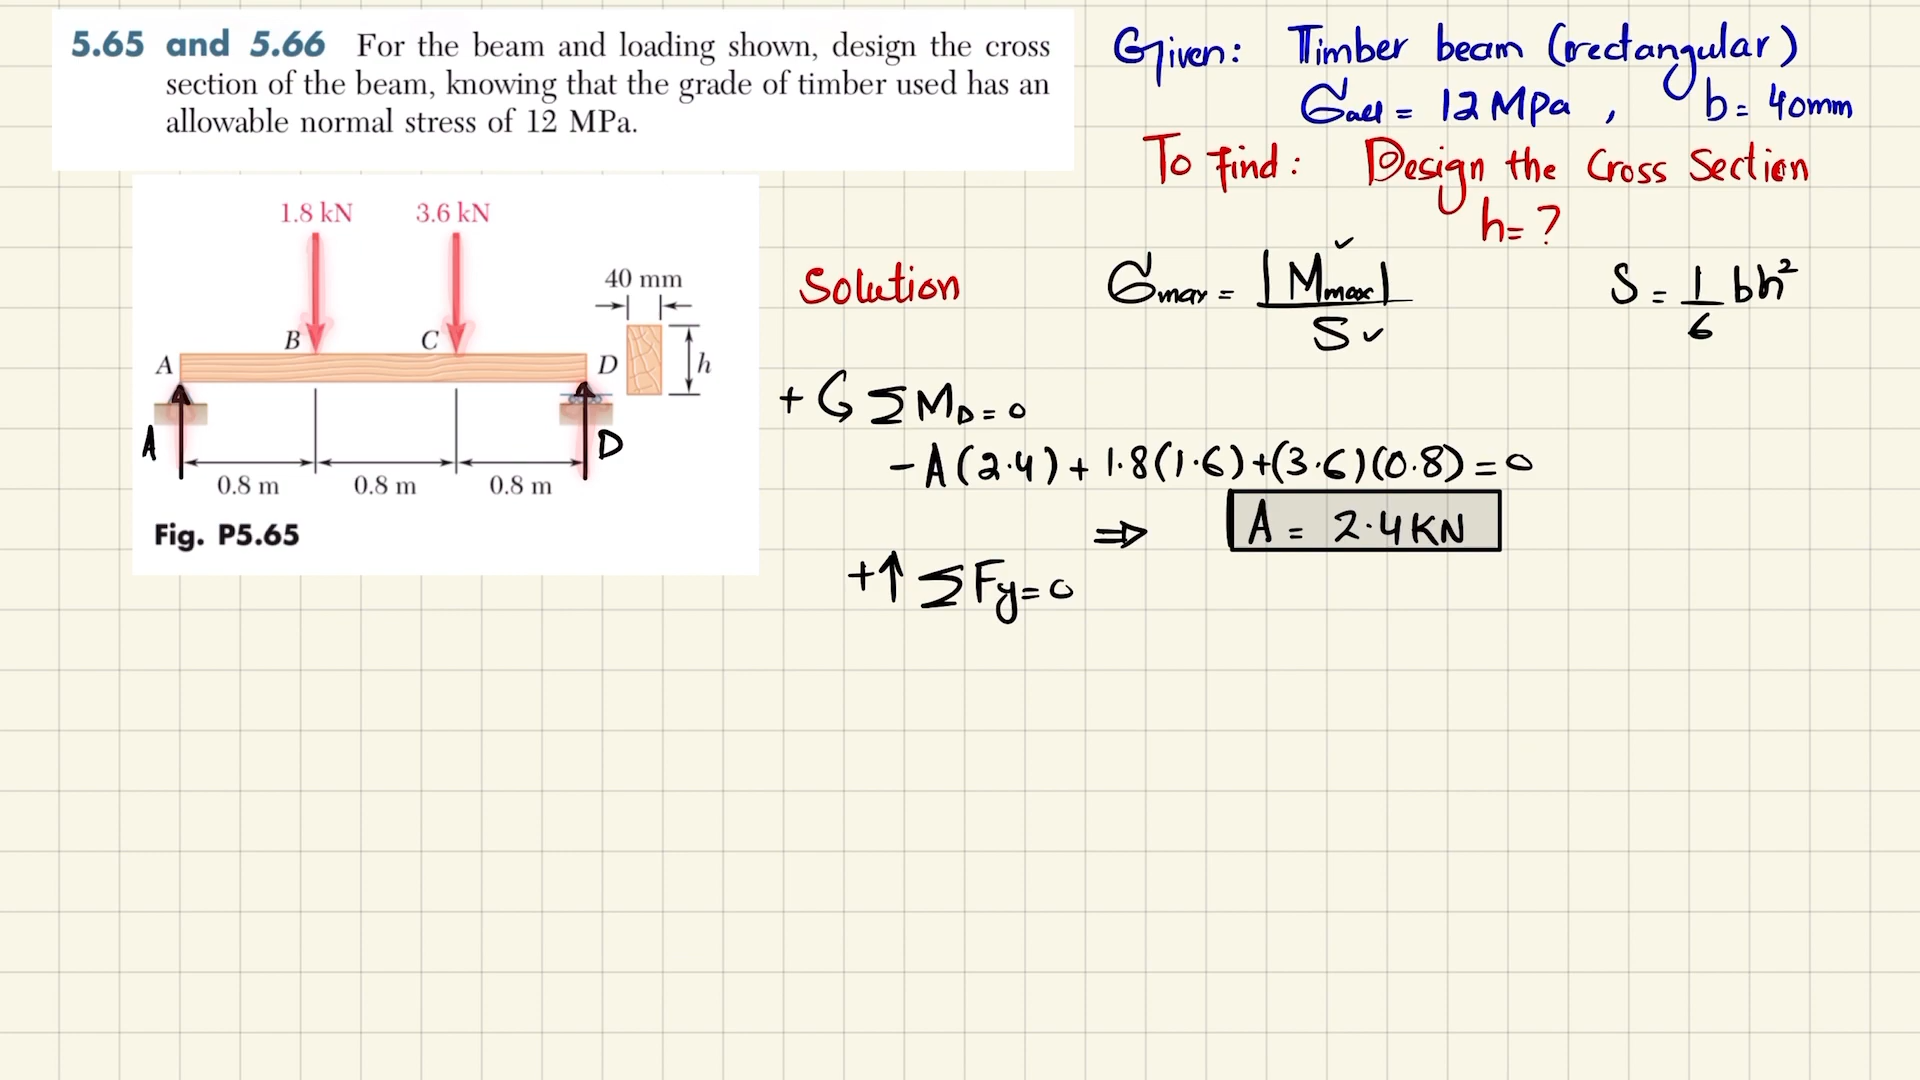 5.65 and 5.66 For the beam and loading shown, design the cross
section of the beam, knowing that the grade of timber used has an
allowable normal stress of 12 MPa.
Given: Timber beam (rectangular)
σall = 12 MPa , b = 40mm
To find: Design the Cross Section
h = ?
1.8 kN 3.6 kN
40 mm
B C
A D h
A D
0.8 m 0.8 m 0.8 m
Fig. P5.65
Solution σmax = |Mmax| / S S = 1/6 bh²
+ ↺ ΣMD = 0
-A(2.4) + 1.8(1.6) + (3.6)(0.8) = 0
⇒ A = 2.4KN
+↑ ΣFy = 0